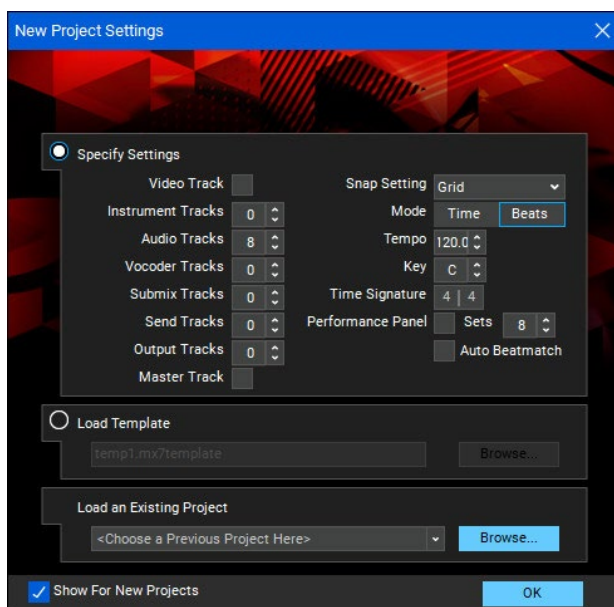 New Project Settings
Specify Settings
Video Track
Instrument Tracks 0
Audio Tracks 8
Vocoder Tracks 0
Submix Tracks 0
Send Tracks 0
Output Tracks 0
Master Track
Snap Setting Grid
Mode Time Beats
Tempo 120.0
Key C
Time Signature 4 | 4
Performance Panel Sets 8
Auto Beatmatch
Load Template
temp1.mx7template Browse...
Load an Existing Project
<Choose a Previous Project Here> Browse...
Show For New Projects OK